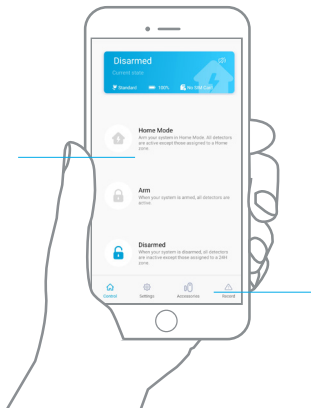 Disarmed
Current state
Standard 100% No SIM Card
Home Mode
Arm your system in Home Mode. All detectors
are active except those assigned to a Home
zone.
Arm
When your system is armed, all detectors are
active.
Disarmed
When your system is disarmed, all detectors
are inactive except those assigned to a 24H
zone.
Control Settings Accessories Record